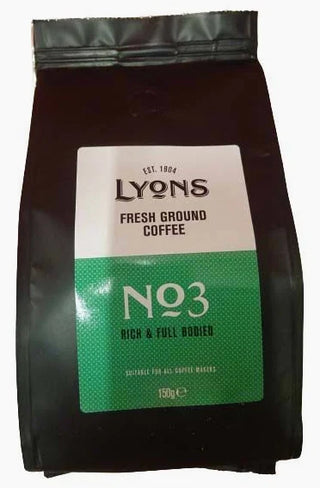 EST. 1904
LYONS
FRESH GROUND
COFFEE
No3
RICH & FULL BODIED
SUITABLE FOR ALL COFFEE MAKERS
150g℮